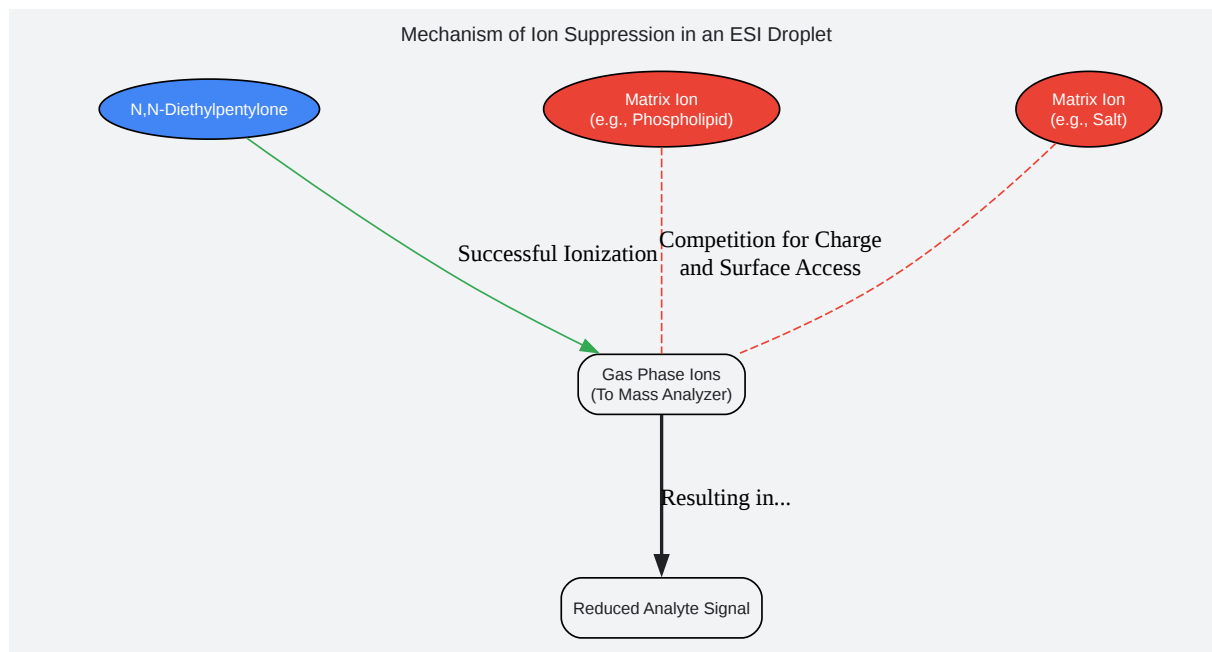 Mechanism of Ion Suppression in an ESI Droplet
N,N-Diethylpentylone
Matrix Ion
(e.g., Phospholipid)
Matrix Ion
(e.g., Salt)
Successful Ionization
Competition for Charge
and Surface Access
Gas Phase Ions
(To Mass Analyzer)
Resulting in...
Reduced Analyte Signal